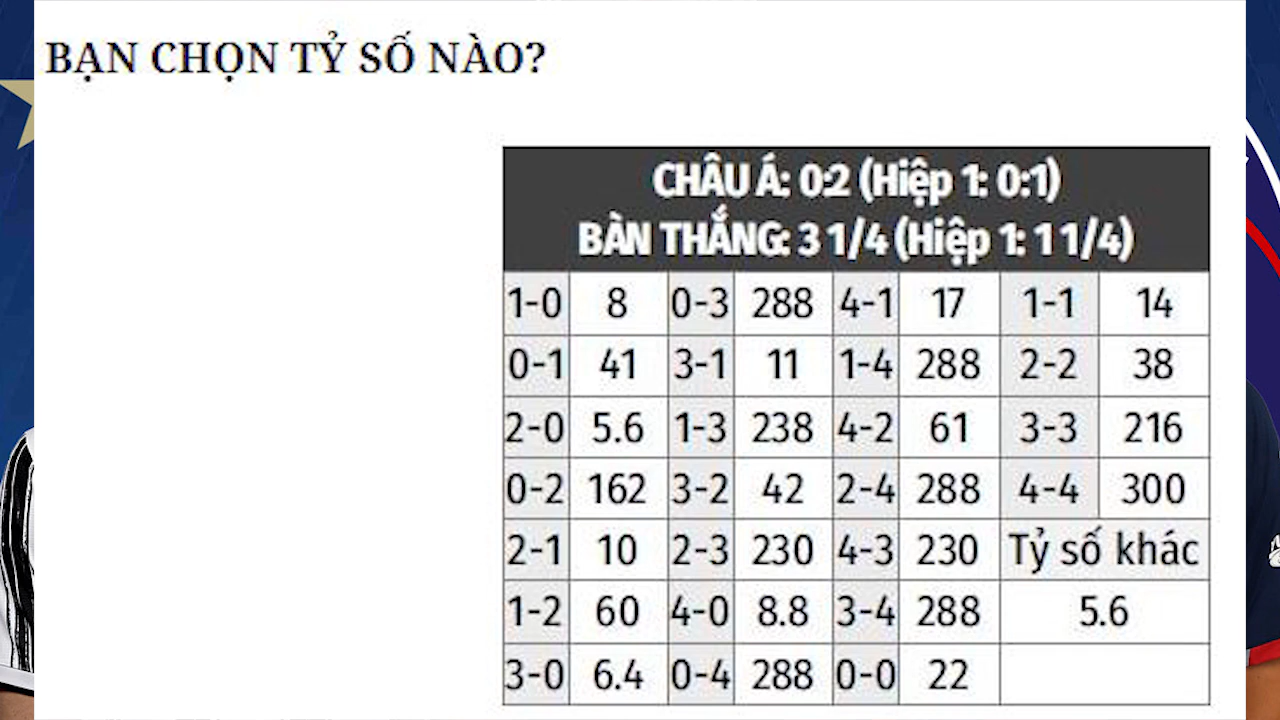 BẠN CHỌN TỶ SỐ NÀO?
CHÂU Á: 0:2 (Hiệp 1: 0:1)
BÀN THẮNG: 3 1/4 (Hiệp 1: 1 1/4)
1-0 8 0-3 288 4-1 17 1-1 14
0-1 41 3-1 11 1-4 288 2-2 38
2-0 5.6 1-3 238 4-2 61 3-3 216
0-2 162 3-2 42 2-4 288 4-4 300
2-1 10 2-3 230 4-3 230 Tỷ số khác
1-2 60 4-0 8.8 3-4 288 5.6
3-0 6.4 0-4 288 0-0 22